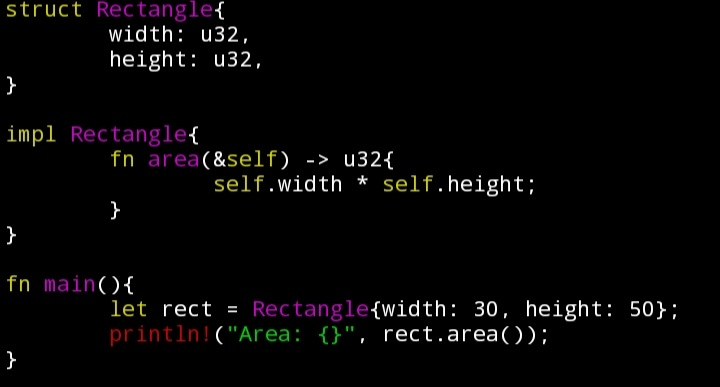 struct Rectangle{
        width: u32,
        height: u32,
}

impl Rectangle{
        fn area(&self) -> u32{
                self.width * self.height;
        }
}

fn main(){
        let rect = Rectangle{width: 30, height: 50};
        println!("Area: {}", rect.area());
}